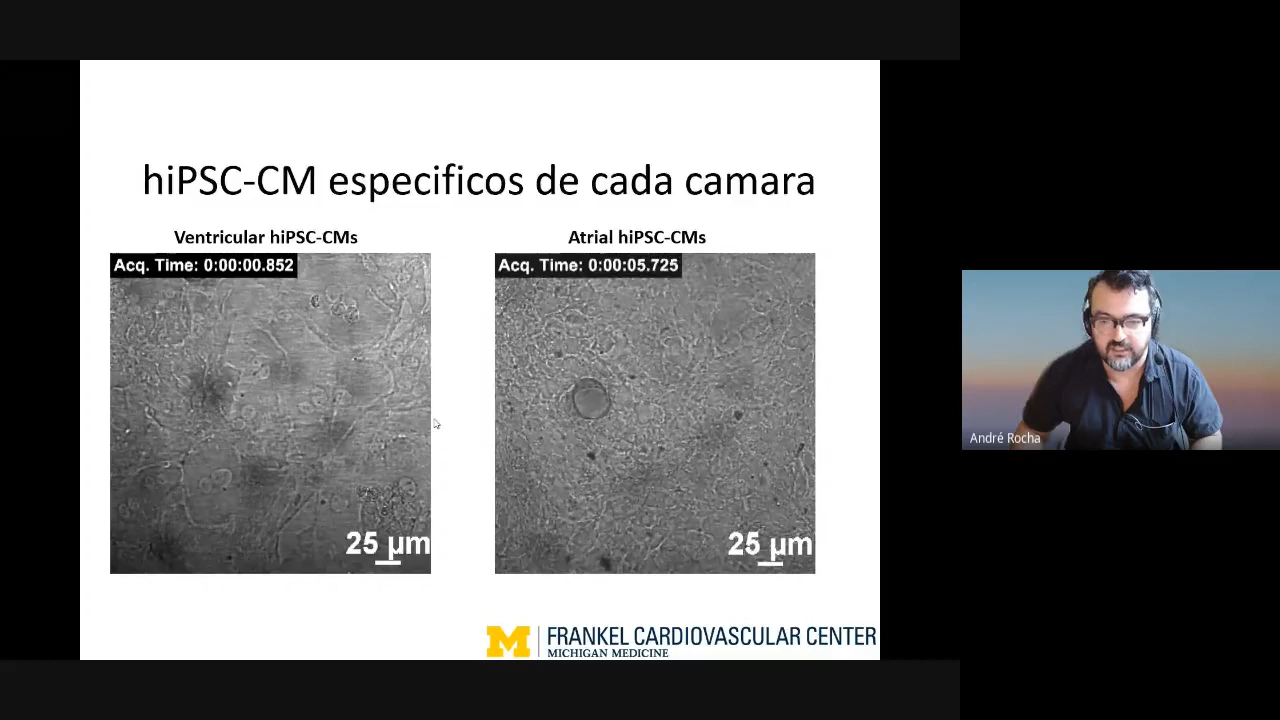 hiPSC-CM especificos de cada camara
Ventricular hiPSC-CMs
Atrial hiPSC-CMs
Acq. Time: 0:00:00.852
Acq. Time: 0:00:05.725
25 µm
25 µm
André Rocha
M FRANKEL CARDIOVASCULAR CENTER
MICHIGAN MEDICINE